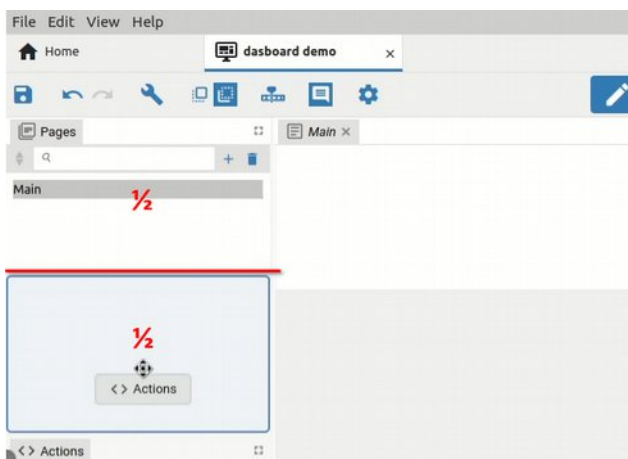 File Edit View Help
Home
dasboard demo ×
Pages
Main ×
Main
½
½
<> Actions
<> Actions